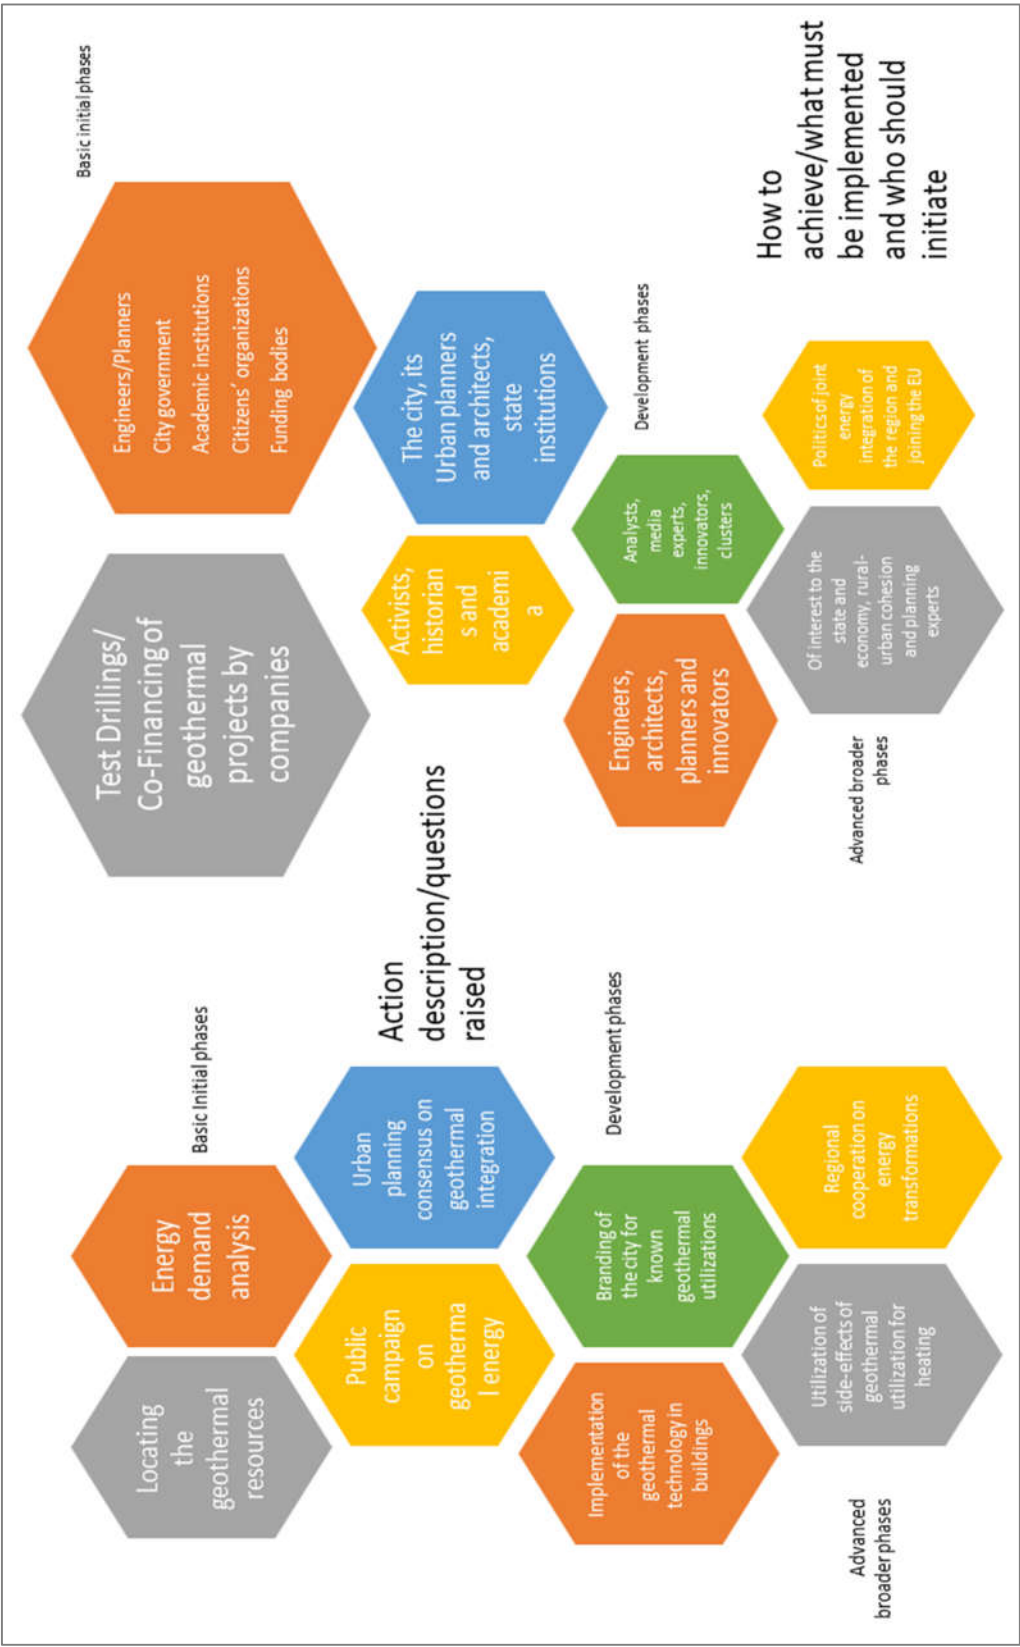 Locating
the
geothermal
resources
Energy
demand
analysis
Basic Initial phases
Public
campaign
on
geotherma
l energy
Urban
planning
consensus on
geothermal
integration
Action
description/questions
raised
Implementation
of the
geothermal
technology in
buildings
Branding of
the city for
known
geothermal
utilizations
Development phases
Advanced
broader phases
Utilization of
side-effects of
geothermal
utilization for
heating
Regional
cooperation on
energy
transformations
Test Drillings/
Co-Financing of
geothermal
projects by
companies
Engineers/Planners
City government
Academic institutions
Citizens' organizations
Funding bodies
Basic initial phases
Activists,
historian
s and
academi
a
The city, its
Urban planners
and architects,
state
institutions
Engineers,
architects,
planners and
innovators
Analysts,
media
experts,
innovators,
clusters
Development phases
Advanced broader
phases
Of interest to the
state and
economy, rural-
urban cohesion
and planning
experts
Politics of joint
energy
integration of
the region and
joining the EU
How to
achieve/what must
be implemented
and who should
initiate